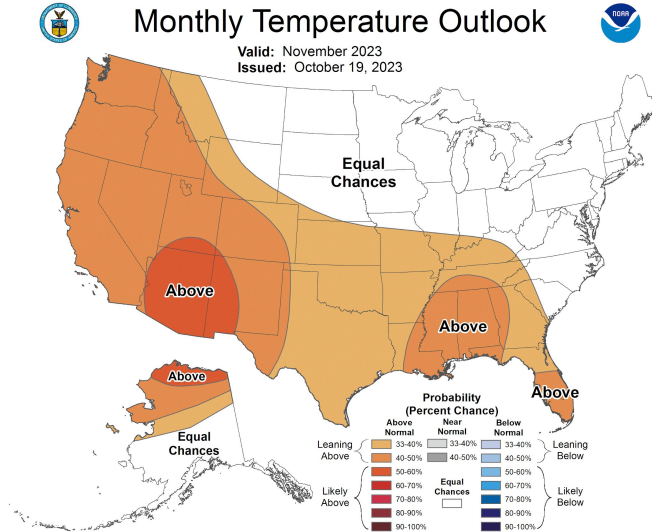 Monthly Temperature Outlook
NOAA
Valid: November 2023
Issued: October 19, 2023
Equal
Chances
Above
Above
Above
Above
Equal
Chances
Probability
(Percent Chance)
Above
Normal
Near
Normal
Below
Normal
Leaning
Above
33-40%
40-50%
33-40%
40-50%
33-40%
40-50%
Leaning
Below
Likely
Above
50-60%
60-70%
70-80%
80-90%
90-100%
Equal
Chances
50-60%
60-70%
70-80%
80-90%
90-100%
Likely
Below